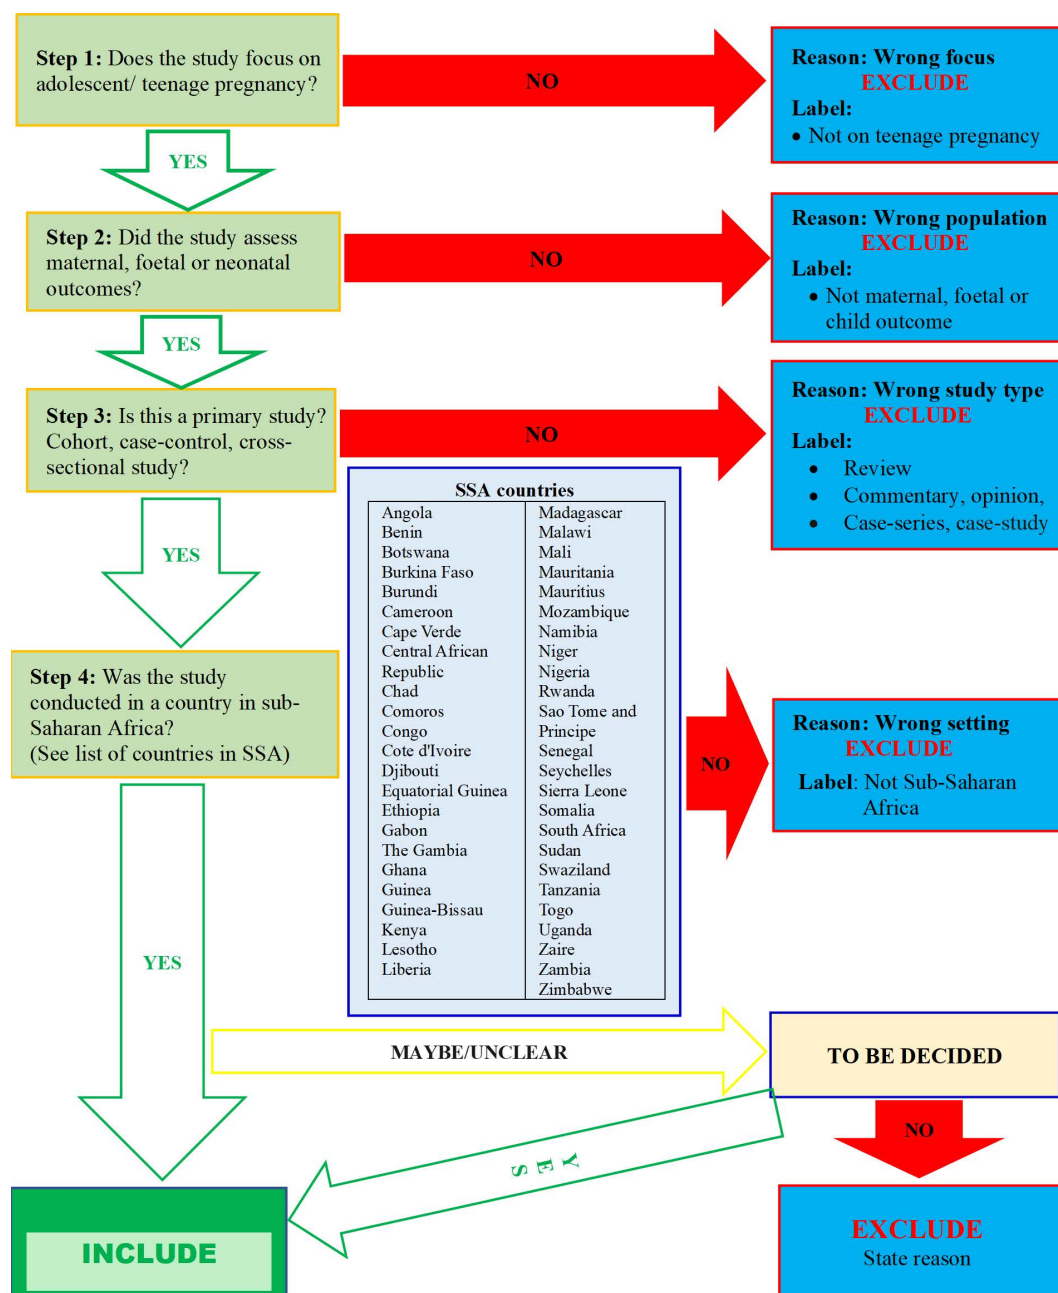 Step 1: Does the study focus on
adolescent/ teenage pregnancy?
NO
Reason: Wrong focus
EXCLUDE
Label:
• Not on teenage pregnancy
YES
Step 2: Did the study assess
maternal, foetal or neonatal
outcomes?
NO
Reason: Wrong population
EXCLUDE
Label:
• Not maternal, foetal or
child outcome
YES
Step 3: Is this a primary study?
Cohort, case-control, cross-
sectional study?
NO
Reason: Wrong study type
EXCLUDE
Label:
• Review
• Commentary, opinion,
• Case-series, case-study
YES
SSA countries
Angola
Benin
Botswana
Burkina Faso
Burundi
Cameroon
Cape Verde
Central African
Republic
Chad
Comoros
Congo
Cote d'Ivoire
Djibouti
Equatorial Guinea
Ethiopia
Gabon
The Gambia
Ghana
Guinea
Guinea-Bissau
Kenya
Lesotho
Liberia
Madagascar
Malawi
Mali
Mauritania
Mauritius
Mozambique
Namibia
Niger
Nigeria
Rwanda
Sao Tome and
Principe
Senegal
Seychelles
Sierra Leone
Somalia
South Africa
Sudan
Swaziland
Tanzania
Togo
Uganda
Zaire
Zambia
Zimbabwe
Step 4: Was the study
conducted in a country in sub-
Saharan Africa?
(See list of countries in SSA)
NO
Reason: Wrong setting
EXCLUDE
Label: Not Sub-Saharan
Africa
YES
MAYBE/UNCLEAR
TO BE DECIDED
YES
NO
INCLUDE
EXCLUDE
State reason